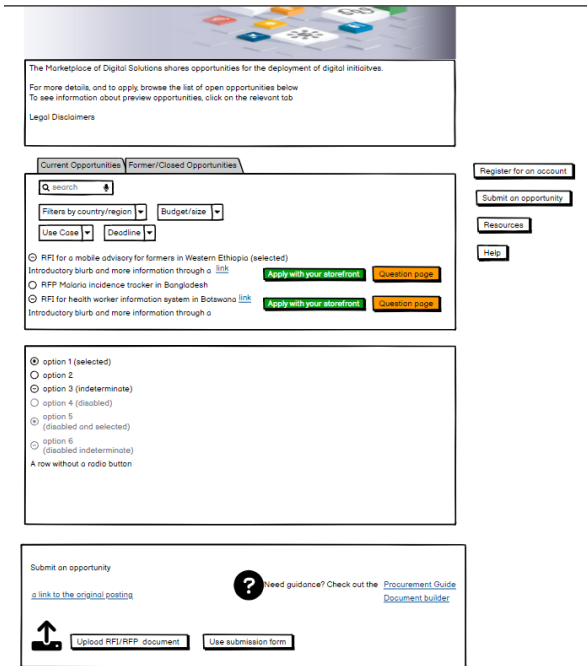 The Marketplace of Digital Solutions shares opportunities for the deployment of digital initiaitves.
For more details, and to apply, browse the list of open opportunities below
To see information about preview opportunities, click on the relevant tab
Legal Disclaimers
Current Opportunities Former/Closed Opportunities
search
Filters by country/region Budget/size
Use Case Deadline
RFI for a mobile advisory for farmers in Western Ethiopia (selected)
Introductory blurb and more information through a link Apply with your storefront Question page
RFP Malaria incidence tracker in Bangladesh
RFI for health worker information system in Botswana link Apply with your storefront Question page
Introductory blurb and more information through a
Register for an account
Submit an opportunity
Resources
Help
option 1 (selected)
option 2
option 3 (indeterminate)
option 4 (disabled)
option 5
(disabled and selected)
option 6
(disabled indeterminate)
A row without a radio button
Submit an opportunity
a link to the original posting
Need guidance? Check out the Procurement Guide
Document builder
Upload RFI/RFP document Use submission form